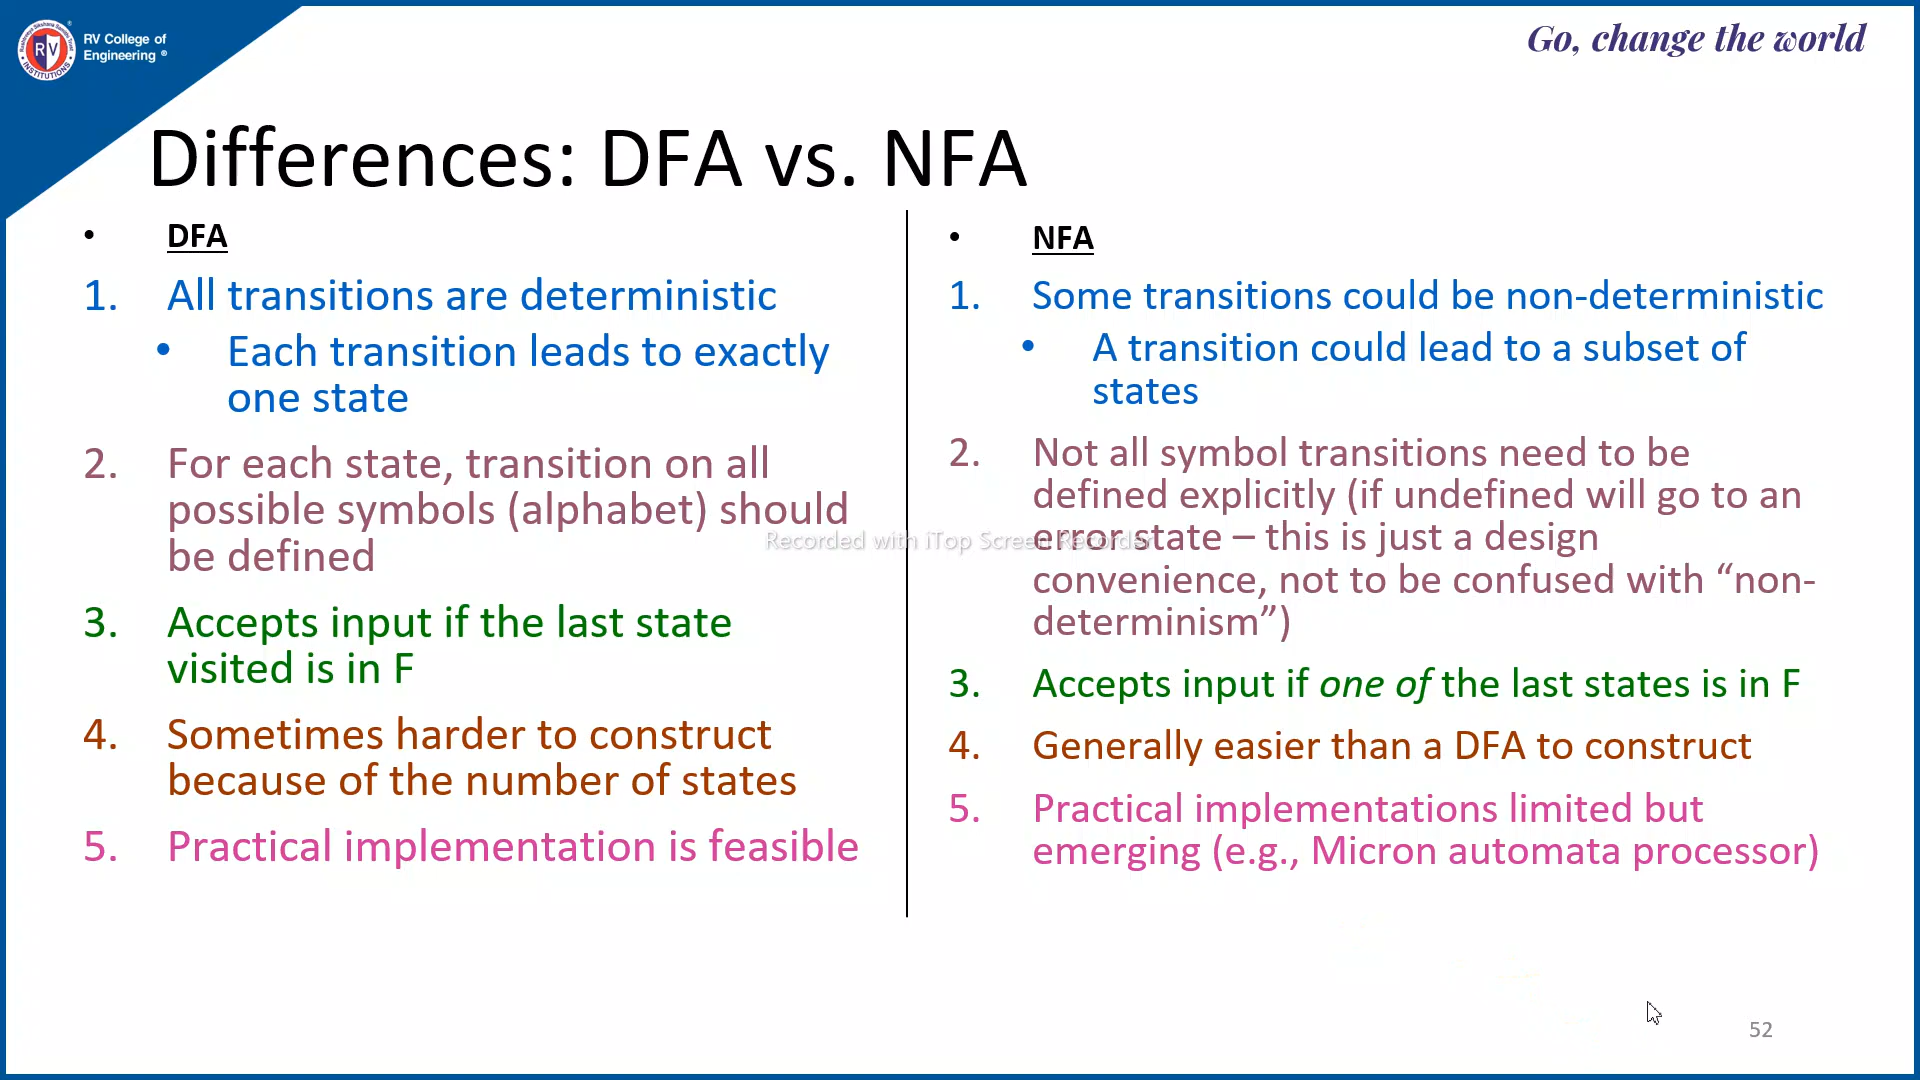 RV College of
Engineering ®
Go, change the world
Differences: DFA vs. NFA
• DFA
1. All transitions are deterministic
• Each transition leads to exactly
one state
2. For each state, transition on all
possible symbols (alphabet) should
be defined
3. Accepts input if the last state
visited is in F
4. Sometimes harder to construct
because of the number of states
5. Practical implementation is feasible
• NFA
1. Some transitions could be non-deterministic
• A transition could lead to a subset of
states
2. Not all symbol transitions need to be
defined explicitly (if undefined will go to an
error state – this is just a design
convenience, not to be confused with “non-
determinism”)
3. Accepts input if one of the last states is in F
4. Generally easier than a DFA to construct
5. Practical implementations limited but
emerging (e.g., Micron automata processor)
Recorded with iTop Screen Recorder
52
RV
INSTITUTIONS